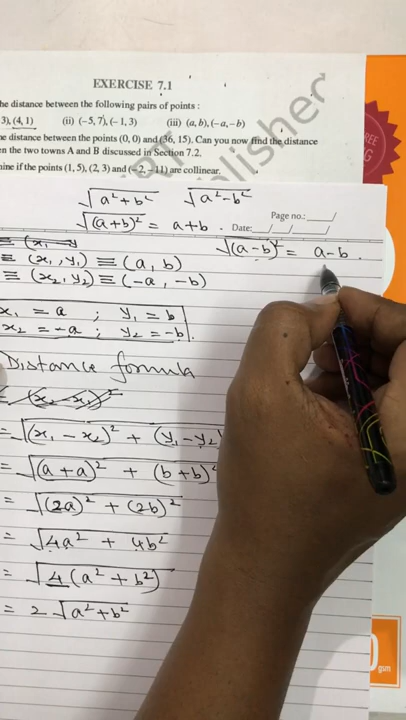 EXERCISE 7.1
he distance between the following pairs of points :
3), (4, 1) (ii) (−5, 7), (−1, 3) (iii) (a, b), (−a, −b)
e distance between the points (0, 0) and (36, 15). Can you now find the distance
en the two towns A and B discussed in Section 7.2.
ine if the points (1, 5), (2, 3) and (−2, −11) are collinear.
√(a² + b²) √(a² − b²)
√((a+b)²) = a+b .
Page no.:
Date: / /
√((a−b)²) = a−b .
≡ (x₁, y
≡ (x₁, y₁) ≡ (a, b)
≡ (x₂, y₂) ≡ (−a, −b)
x₁ = a ; y₁ = b
x₂ = −a ; y₂ = −b
Distance formula
= √((x₁ − x₂)² + (y₁ − y₂)
= √((a + a)² + (b + b)²
= √((2a)² + (2b)²)
= √(4a² + 4b²)
= √(4(a² + b²))
= 2√(a² + b²)
gsm